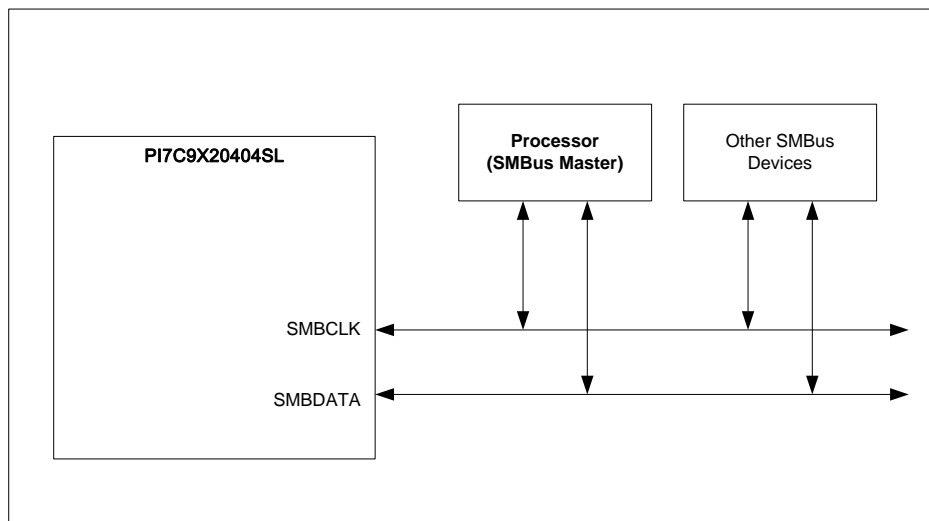 PI7C9X20404SL
Processor
(SMBus Master)
Other SMBus
Devices
SMBCLK
SMBDATA